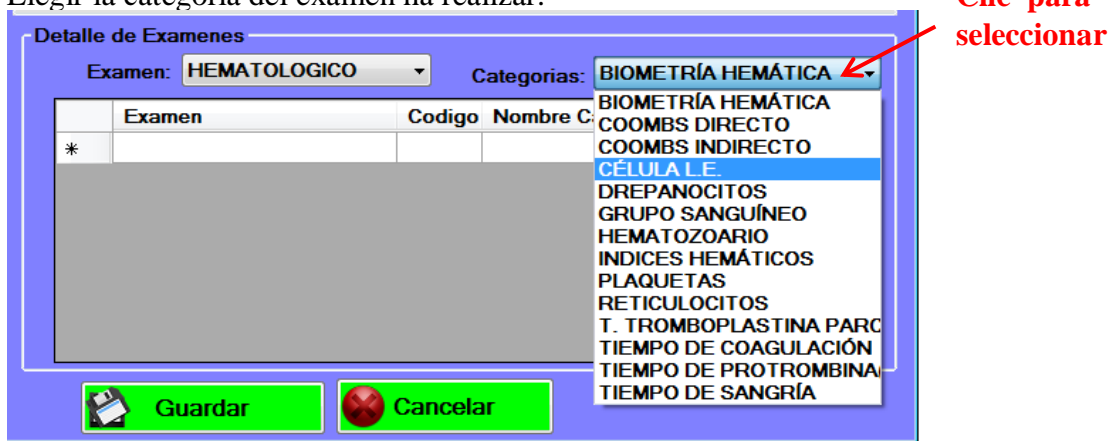 Elegir la categoría del examen ha realizar.
Clic para
seleccionar
Detalle de Examenes
Examen: HEMATOLOGICO
Categorias: BIOMETRÍA HEMÁTICA
Examen Codigo Nombre C
*
BIOMETRÍA HEMÁTICA
COOMBS DIRECTO
COOMBS INDIRECTO
CÉLULA L.E.
DREPANOCITOS
GRUPO SANGUÍNEO
HEMATOZOARIO
INDICES HEMÁTICOS
PLAQUETAS
RETICULOCITOS
T. TROMBOPLASTINA PARC
TIEMPO DE COAGULACIÓN
TIEMPO DE PROTROMBINA
TIEMPO DE SANGRÍA
Guardar
Cancelar